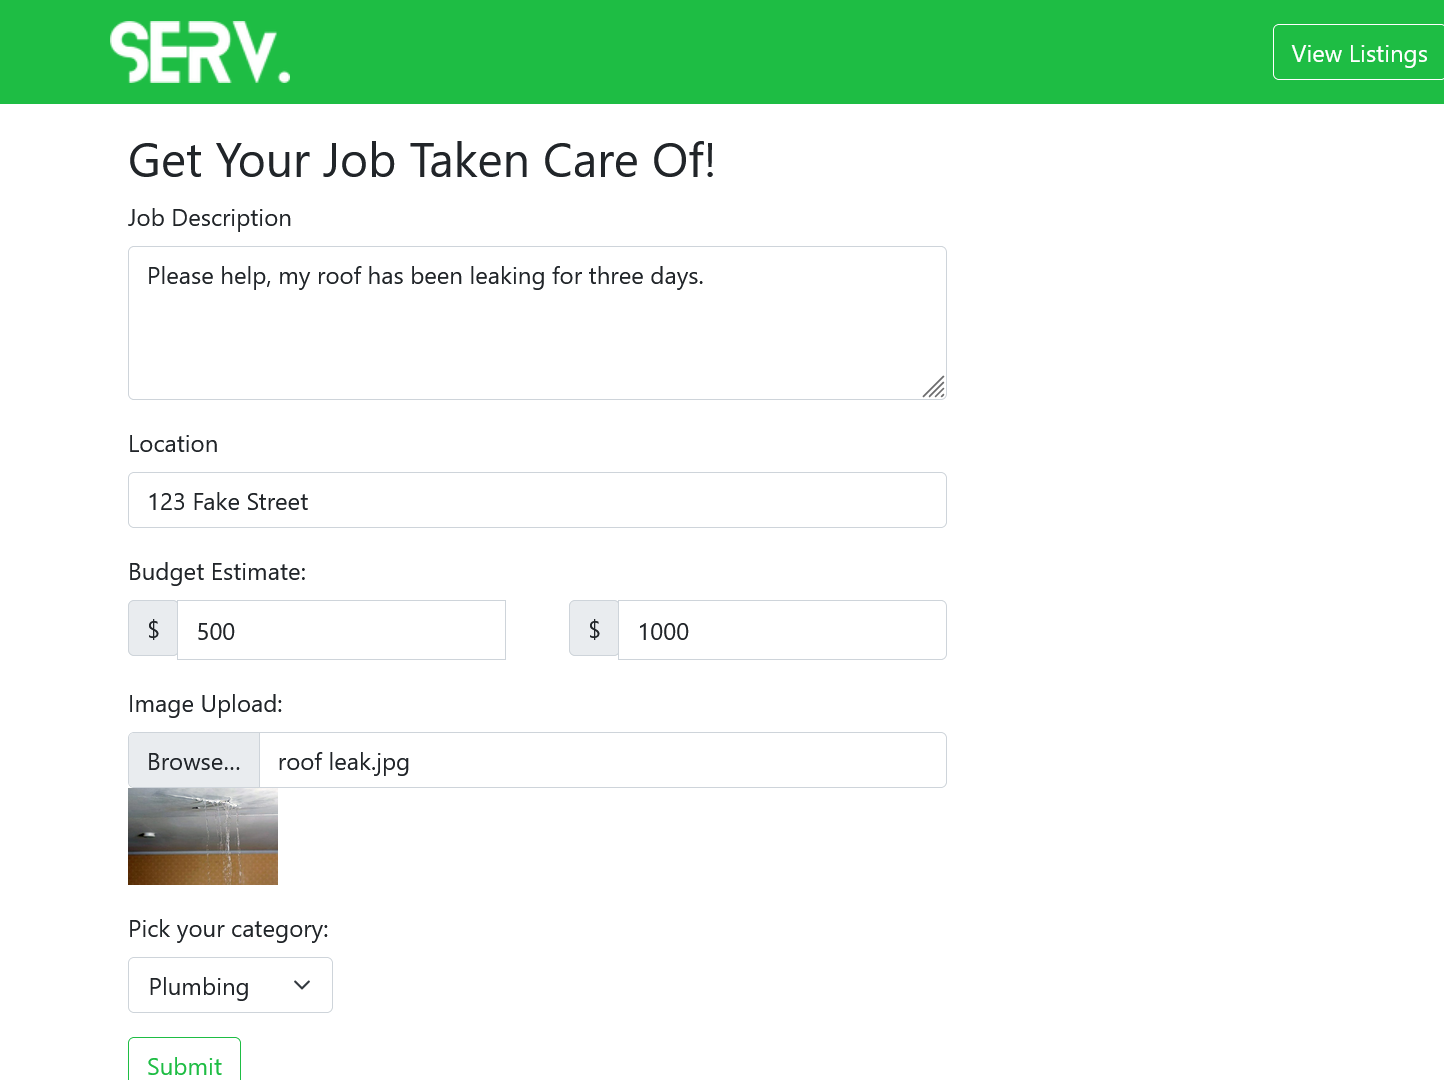 SERV.
View Listings
Get Your Job Taken Care Of!
Job Description
Please help, my roof has been leaking for three days.
Location
123 Fake Street
Budget Estimate:
$ 500 $ 1000
Image Upload:
Browse... roof leak.jpg
Pick your category:
Plumbing
Submit